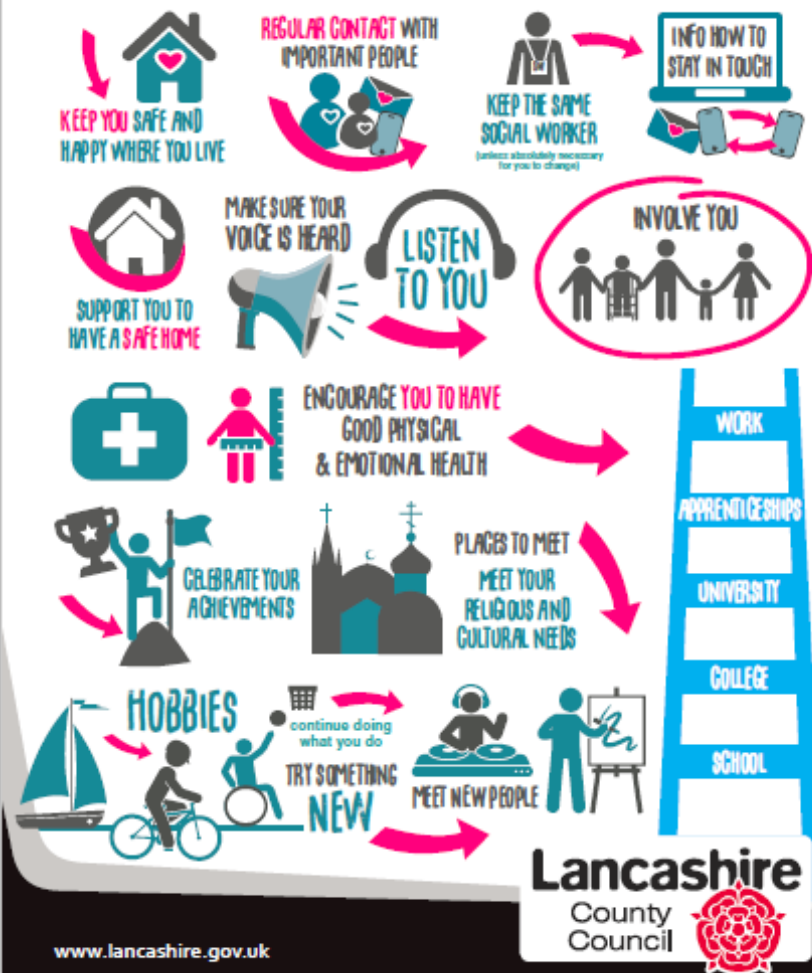 KEEP YOU SAFE AND
HAPPY WHERE YOU LIVE
REGULAR CONTACT WITH
IMPORTANT PEOPLE
SW
KEEP THE SAME
SOCIAL WORKER
(unless absolutely necessary
for you to change)
INFO HOW TO
STAY IN TOUCH
SUPPORT YOU TO
HAVE A SAFE HOME
MAKE SURE YOUR
VOICE IS HEARD
LISTEN
TO YOU
INVOLVE YOU
ENCOURAGE YOU TO HAVE
GOOD PHYSICAL
& EMOTIONAL HEALTH
CELEBRATE YOUR
ACHIEVEMENTS
PLACES TO MEET
MEET YOUR
RELIGIOUS AND
CULTURAL NEEDS
WORK
APPRENTICESHIPS
UNIVERSITY
COLLEGE
SCHOOL
HOBBIES
continue doing
what you do
TRY SOMETHING
NEW
MEET NEW PEOPLE
Lancashire
County
Council
www.lancashire.gov.uk